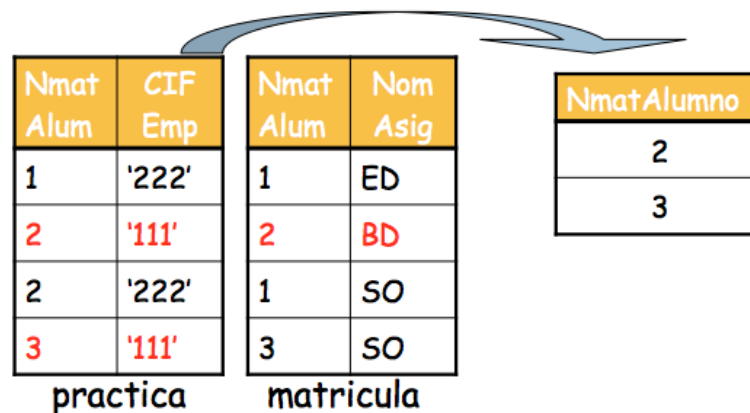 Nmat Alum CIF Emp
1 '222'
2 '111'
2 '222'
3 '111'
practica
Nmat Alum Nom Asig
1 ED
2 BD
1 SO
3 SO
matricula
NmatAlumno
2
3